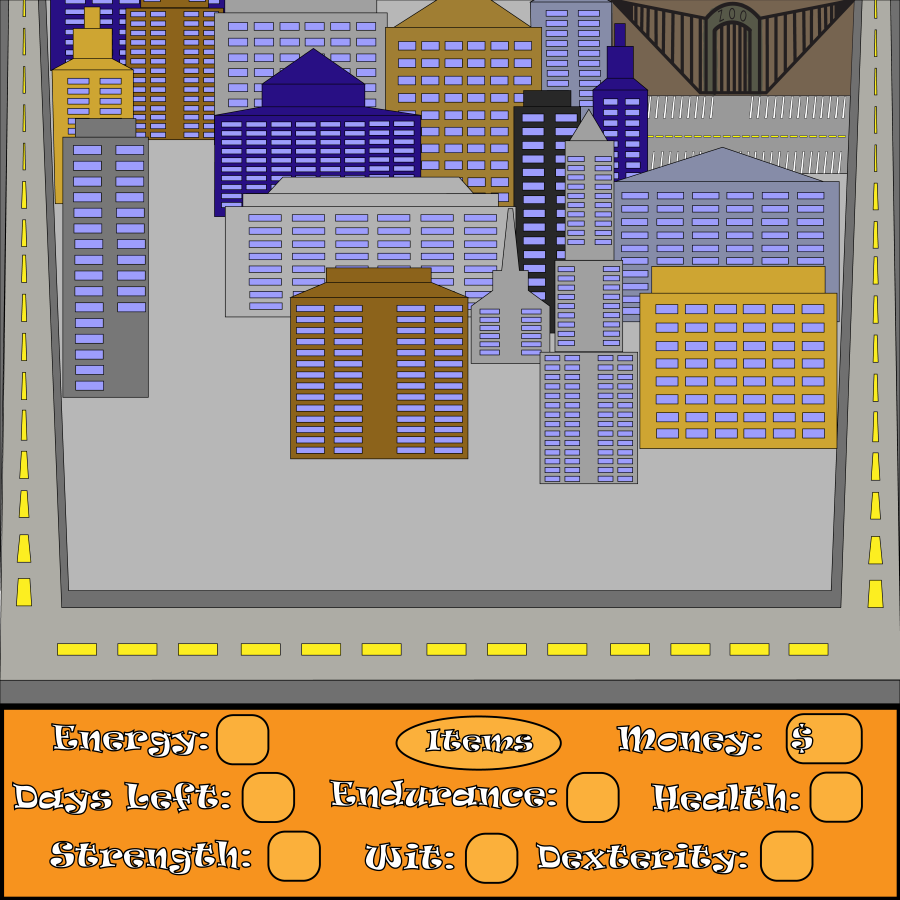 ZOO
Energy: Items Money: $
Days Left: Endurance: Health:
Strength: Wit: Dexterity: